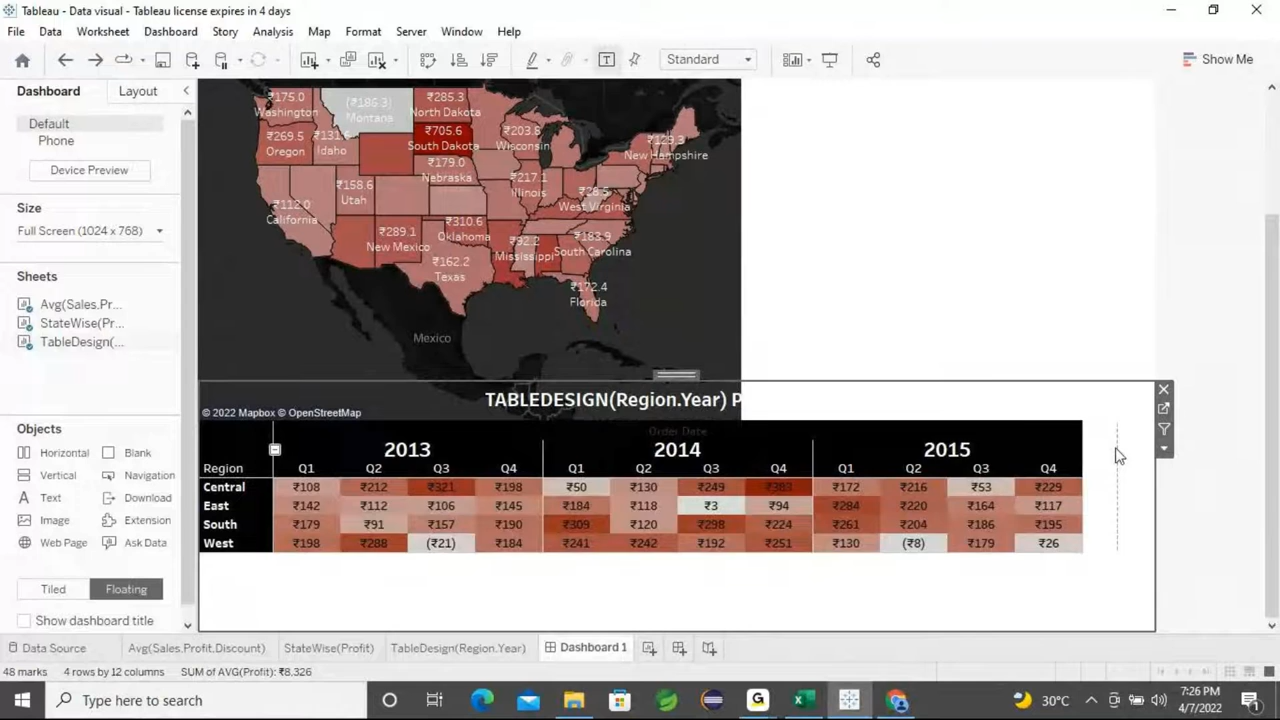 Tableau - Data visual - Tableau license expires in 4 days
File Data Worksheet Dashboard Story Analysis Map Format Server Window Help
Standard
Show Me
Dashboard Layout
Default
Phone
Device Preview
Size
Full Screen (1024 x 768)
Sheets
Avg(Sales.Pr...
StateWise(Pr...
TableDesign(...
Objects
Horizontal Blank
Vertical Navigation
Text Download
Image Extension
Web Page Ask Data
Tiled Floating
Show dashboard title
₹175.0
Washington
(₹186.3)
Montana
₹285.3
North Dakota
₹269.5
Oregon
Idaho
₹705.6
South Dakota
₹203.8
Wisconsin
₹129.3
New Hampshire
₹179.0
Nebraska
₹158.6
Utah
₹217.1
Illinois
₹28.5
West Virginia
₹112.0
California
₹289.1
New Mexico
₹310.6
Oklahoma
₹92.2
Mississippi
₹183.9
South Carolina
₹162.2
Texas
₹172.4
Florida
Mexico
TABLEDESIGN(Region.Year) P
© 2022 Mapbox © OpenStreetMap
Order Date
2013 2014 2015
Region Q1 Q2 Q3 Q4 Q1 Q2 Q3 Q4 Q1 Q2 Q3 Q4
Central ₹108 ₹212 ₹321 ₹198 ₹50 ₹130 ₹249 ₹383 ₹172 ₹216 ₹53 ₹229
East ₹142 ₹112 ₹106 ₹145 ₹184 ₹118 ₹3 ₹94 ₹284 ₹220 ₹164 ₹117
South ₹179 ₹91 ₹157 ₹190 ₹309 ₹120 ₹298 ₹224 ₹261 ₹204 ₹186 ₹195
West ₹198 ₹288 (₹21) ₹184 ₹241 ₹242 ₹192 ₹251 ₹130 (₹8) ₹179 ₹26
Data Source Avg(Sales.Profit.Discount) StateWise(Profit) TableDesign(Region.Year) Dashboard 1
48 marks 4 rows by 12 columns SUM of AVG(Profit): ₹8,326
Type here to search
30°C
7:26 PM
4/7/2022